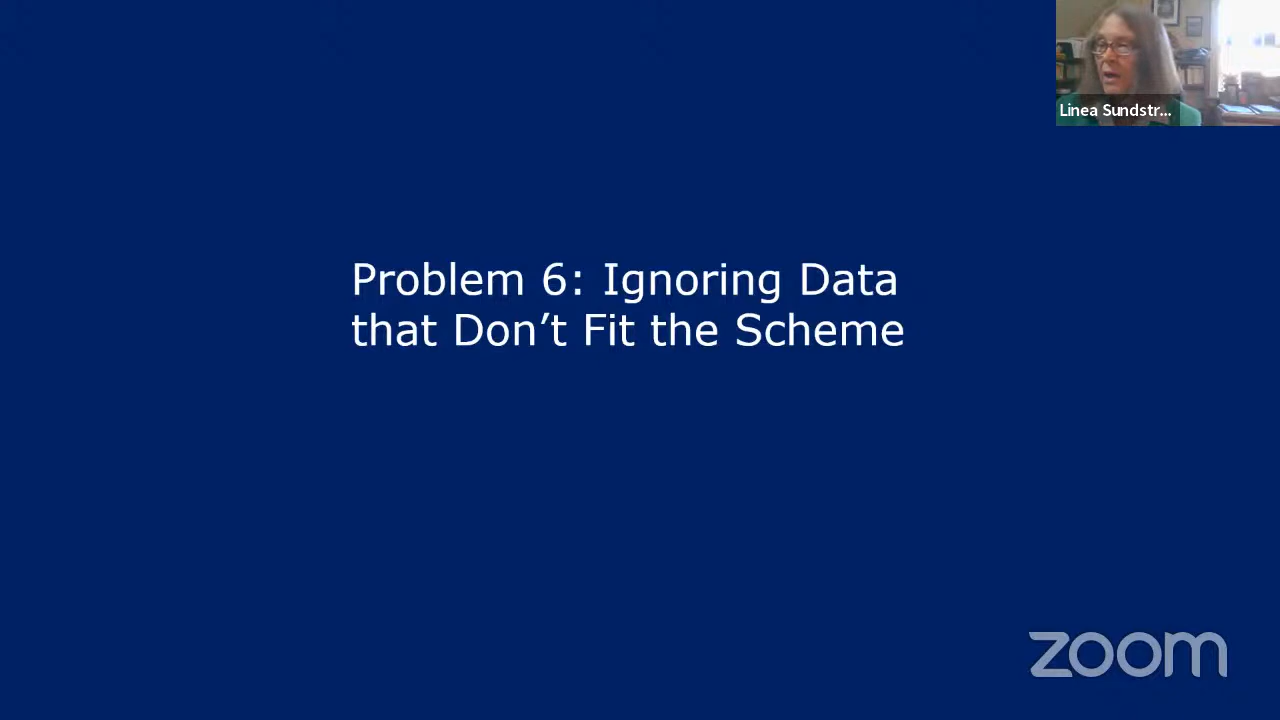 Linea Sundstr...
Problem 6: Ignoring Data
that Don’t Fit the Scheme
zoom